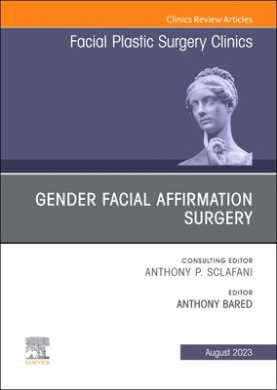 Clinics Review Articles
Facial Plastic Surgery Clinics
GENDER FACIAL AFFIRMATION
SURGERY
CONSULTING EDITOR
ANTHONY P. SCLAFANI
EDITOR
ANTHONY BARED
ELSEVIER
August 2023